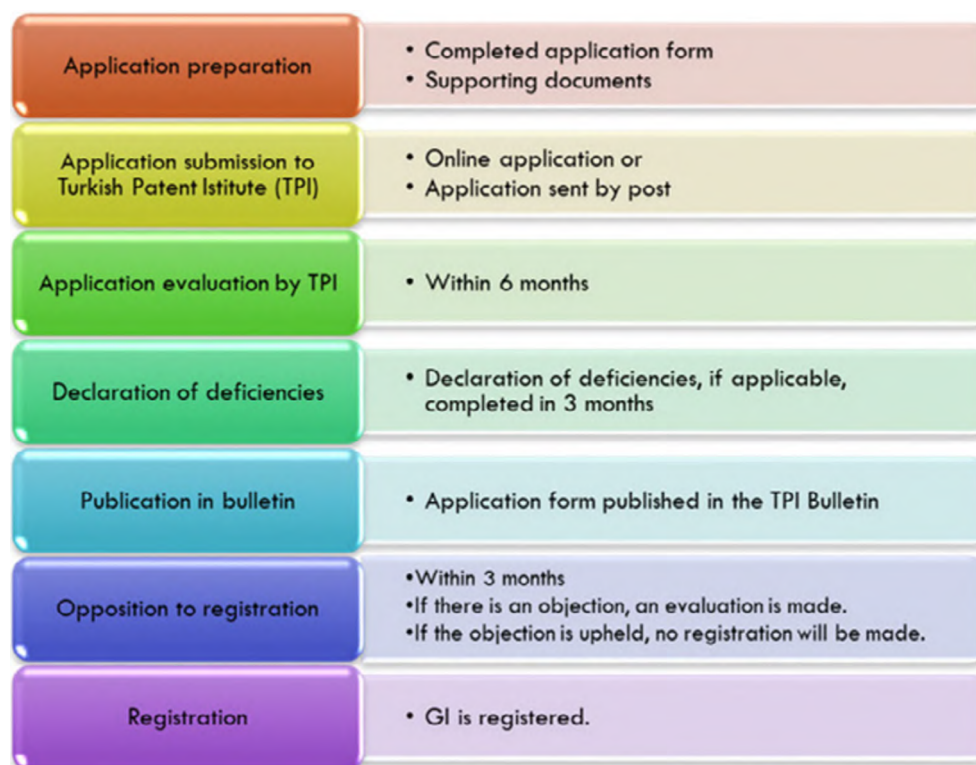 Application preparation
• Completed application form
• Supporting documents
Application submission to
Turkish Patent Istitute (TPI)
• Online application or
• Application sent by post
Application evaluation by TPI
• Within 6 months
Declaration of deficiencies
• Declaration of deficiencies, if applicable,
completed in 3 months
Publication in bulletin
• Application form published in the TPI Bulletin
Opposition to registration
•Within 3 months
•If there is an objection, an evaluation is made.
•If the objection is upheld, no registration will be made.
Registration
• GI is registered.